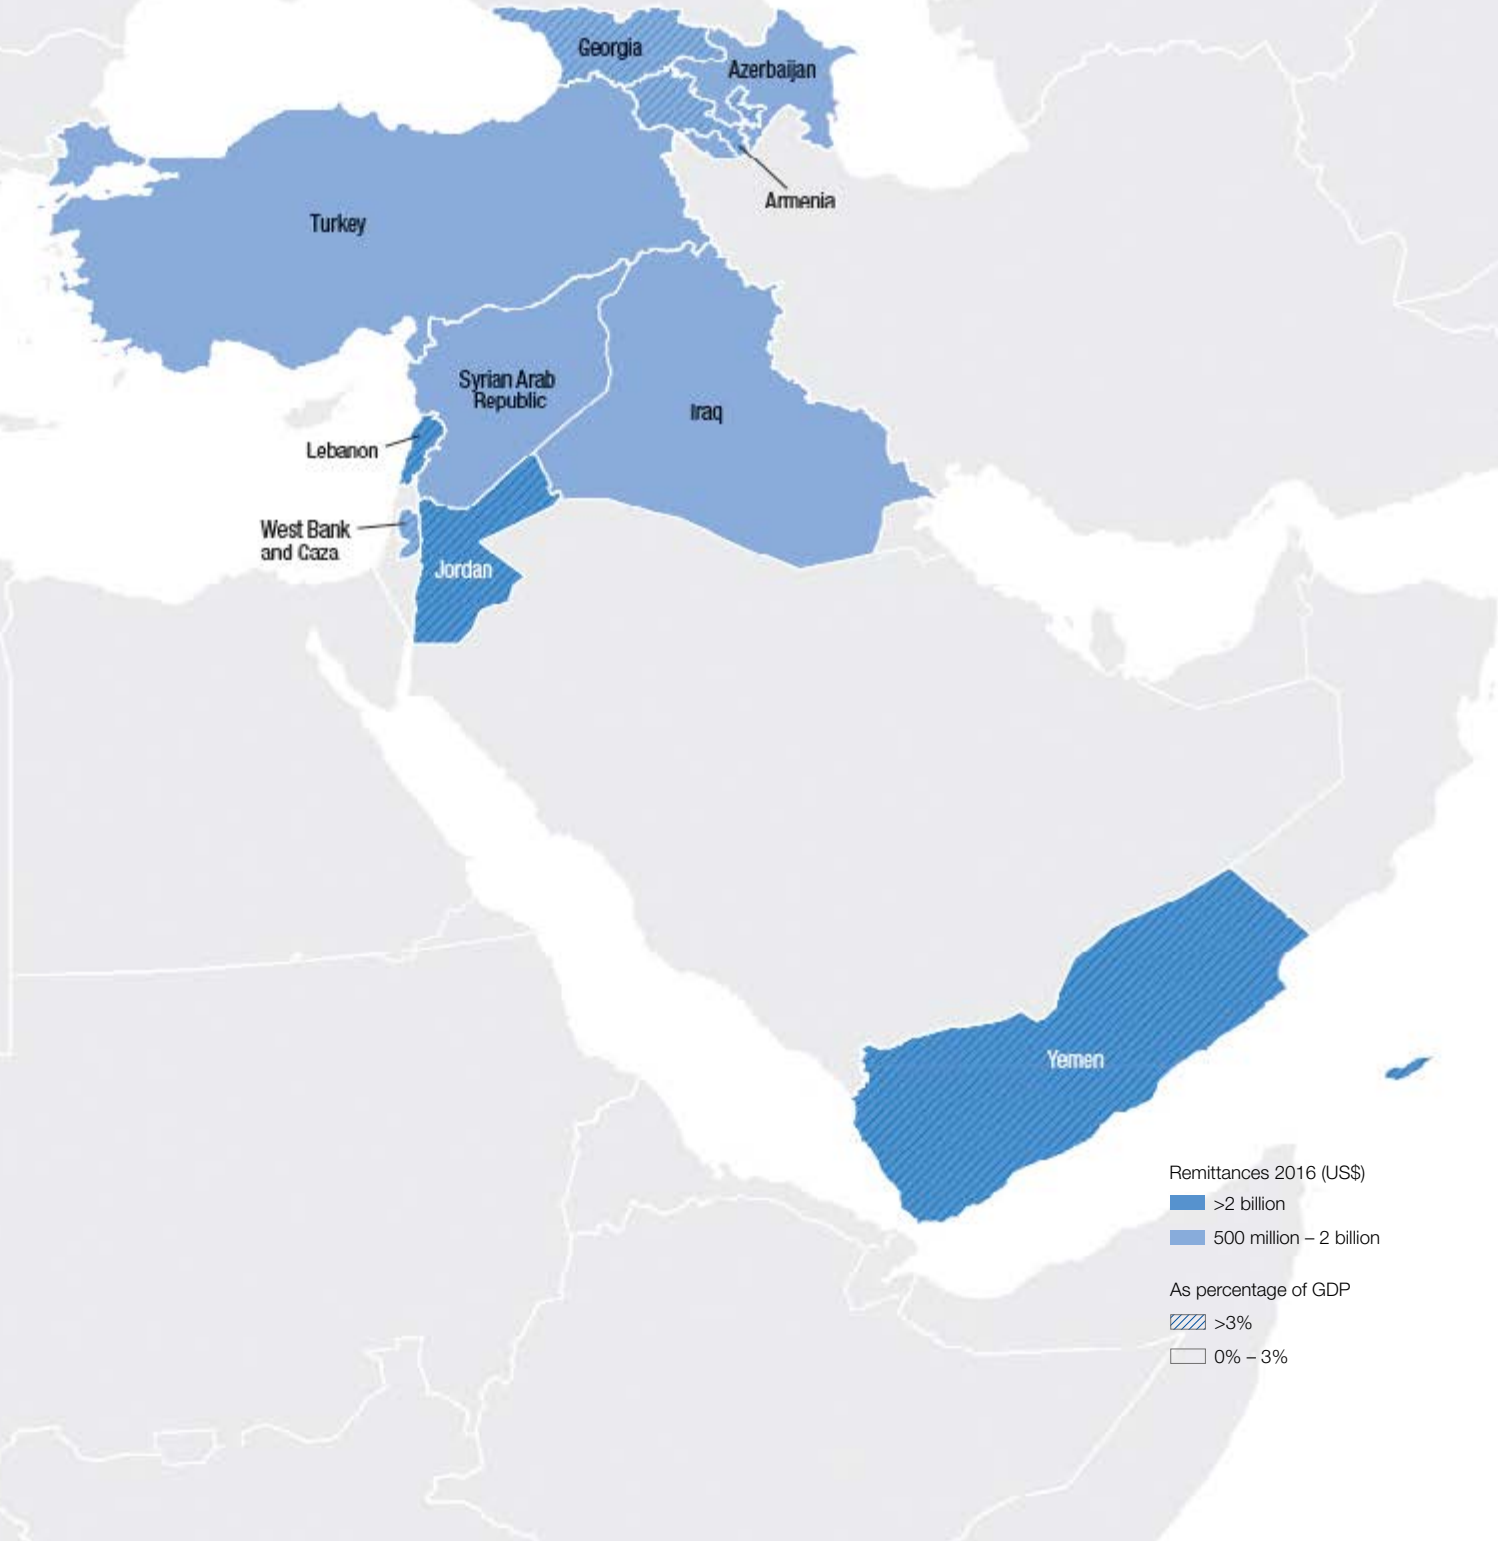 Georgia
Azerbaijan
Armenia
Turkey
Syrian Arab
Republic
Iraq
Lebanon
West Bank
and Gaza
Jordan
Yemen
Remittances 2016 (US$)
>2 billion
500 million – 2 billion
As percentage of GDP
>3%
0% – 3%